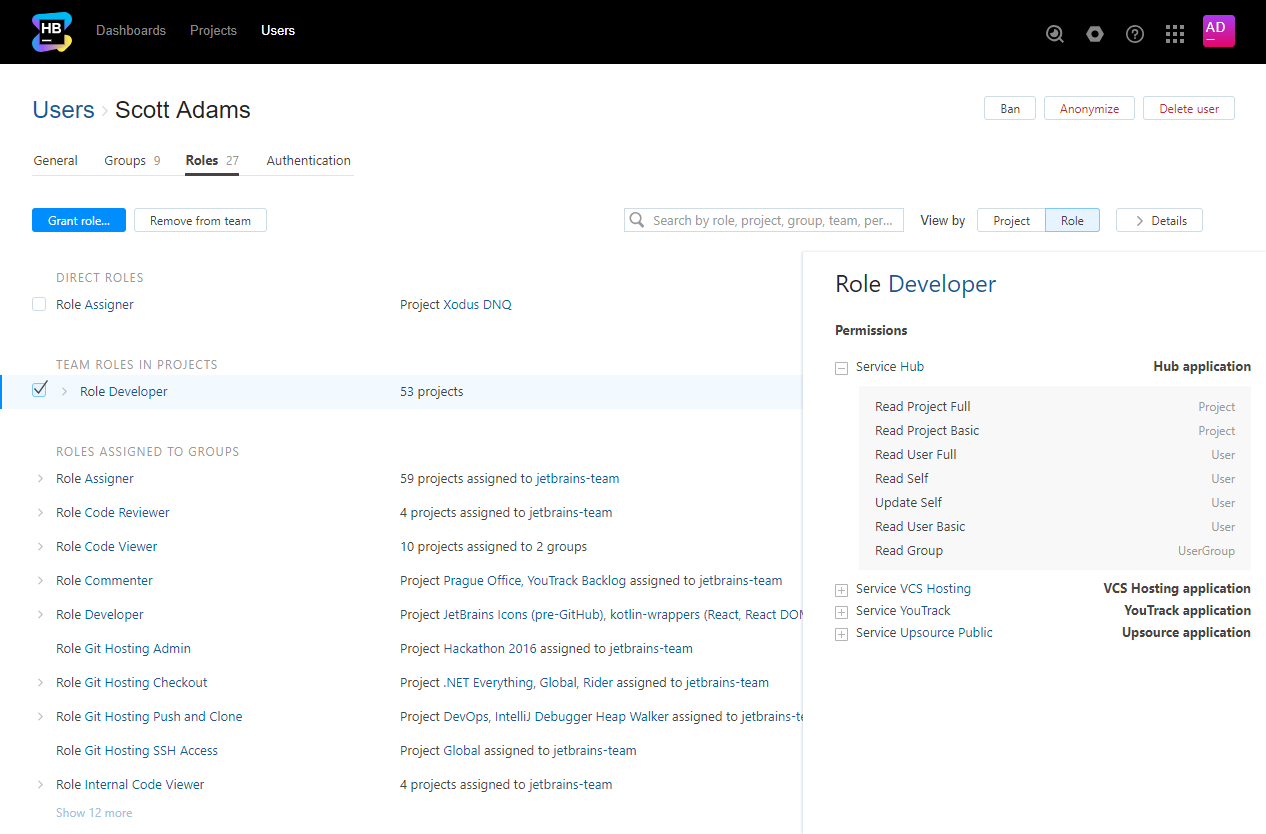 HB
Dashboards Projects Users
AD
Users Scott Adams
Ban Anonymize Delete user
General Groups 9 Roles 27 Authentication
Grant role... Remove from team Search by role, project, group, team, per... View by Project Role Details
DIRECT ROLES
Role Assigner Project Xodus DNQ
TEAM ROLES IN PROJECTS
Role Developer 53 projects
ROLES ASSIGNED TO GROUPS
Role Assigner 59 projects assigned to jetbrains-team
Role Code Reviewer 4 projects assigned to jetbrains-team
Role Code Viewer 10 projects assigned to 2 groups
Role Commenter Project Prague Office, YouTrack Backlog assigned to jetbrains-team
Role Developer Project JetBrains Icons (pre-GitHub), kotlin-wrappers (React, React DOM
Role Git Hosting Admin Project Hackathon 2016 assigned to jetbrains-team
Role Git Hosting Checkout Project .NET Everything, Global, Rider assigned to jetbrains-team
Role Git Hosting Push and Clone Project DevOps, IntelliJ Debugger Heap Walker assigned to jetbrains-te
Role Git Hosting SSH Access Project Global assigned to jetbrains-team
Role Internal Code Viewer 4 projects assigned to jetbrains-team
Show 12 more
Role Developer
Permissions
Service Hub Hub application
Read Project Full Project
Read Project Basic Project
Read User Full User
Read Self User
Update Self User
Read User Basic User
Read Group UserGroup
Service VCS Hosting VCS Hosting application
Service YouTrack YouTrack application
Service Upsource Public Upsource application